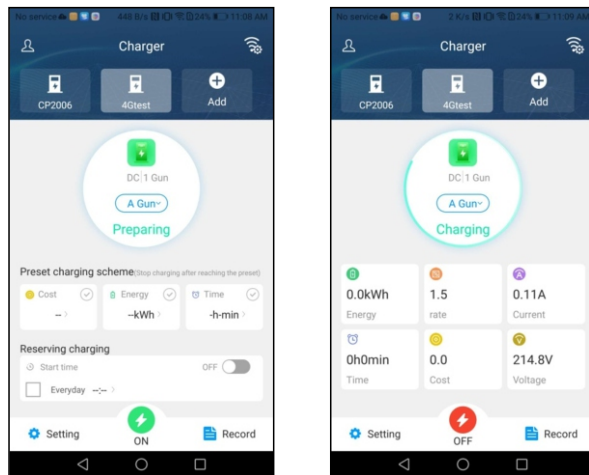 No service 448 B/s 24% 11:08 AM
Charger
CP2006 4Gtest Add
DC 1 Gun
A Gun
Preparing
Preset charging scheme(Stop charging after reaching the preset)
Cost Energy Time
-- > --kWh > -h-min >
Reserving charging
Start time OFF
Everyday --:-- >
Setting ON Record
No service 2 K/s 24% 11:09 AM
Charger
CP2006 4Gtest Add
DC 1 Gun
A Gun
Charging
0.0kWh 1.5 0.11A
Energy rate Current
0h0min 0.0 214.8V
Time Cost Voltage
Setting OFF Record